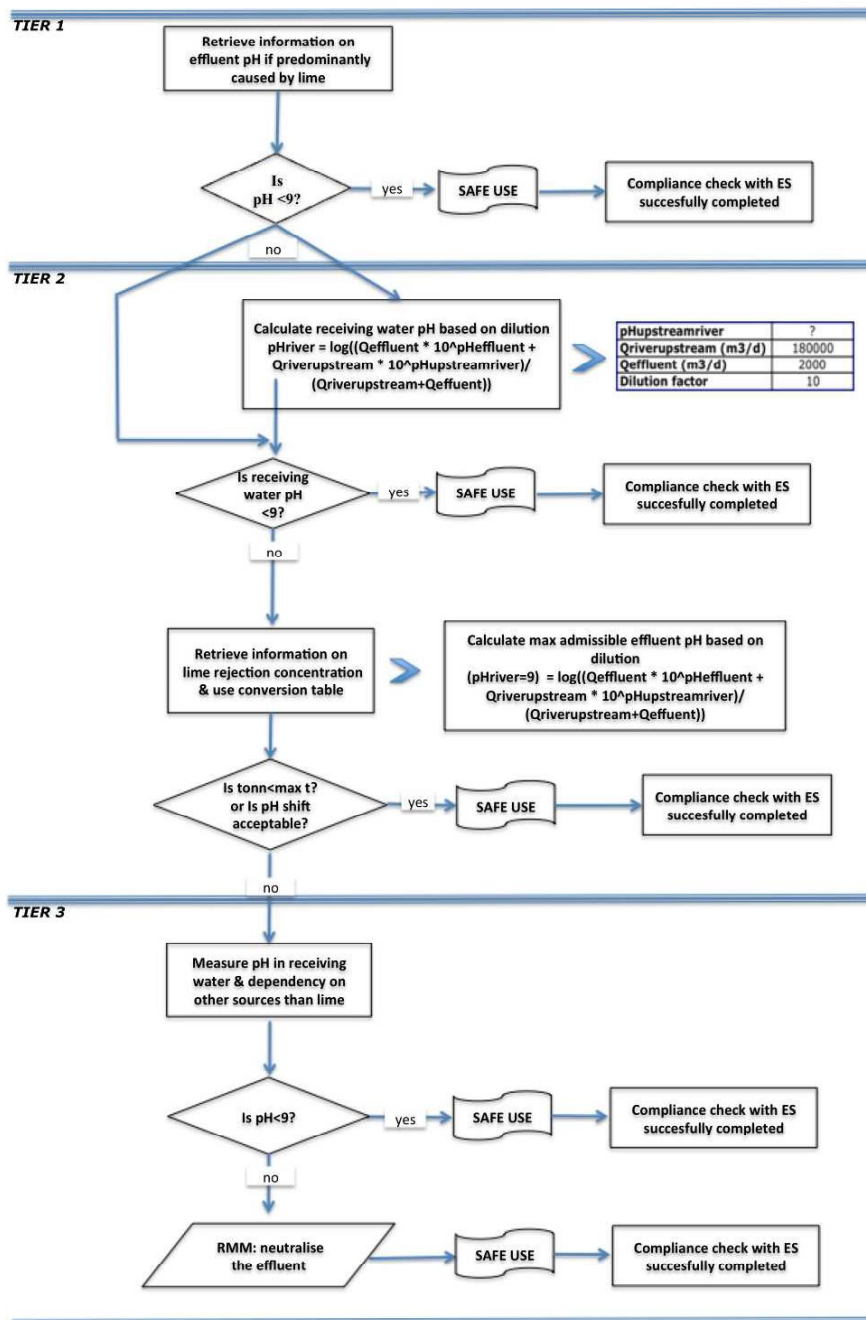 TIER 1
Retrieve information on
effluent pH if predominantly
caused by lime
Is
pH <9?
yes
SAFE USE
Compliance check with ES
succesfully completed
no
TIER 2
Calculate receiving water pH based on dilution
pHriver = log((Qeffluent * 10^pHeffluent +
Qriverupstream * 10^pHupstreamriver)/
(Qriverupstream+Qeffuent))
pHupstreamriver ?
Qriverupstream (m3/d) 180000
Qeffluent (m3/d) 2000
Dilution factor 10
Is receiving
water pH
<9?
yes
SAFE USE
Compliance check with ES
succesfully completed
no
Retrieve information on
lime rejection concentration
& use conversion table
Calculate max admissible effluent pH based on
dilution
(pHriver=9) = log((Qeffluent * 10^pHeffluent +
Qriverupstream * 10^pHupstreamriver)/
(Qriverupstream+Qeffuent))
Is tonn<max t?
or Is pH shift
acceptable?
yes
SAFE USE
Compliance check with ES
succesfully completed
no
TIER 3
Measure pH in receiving
water & dependency on
other sources than lime
Is pH<9?
yes
SAFE USE
Compliance check with ES
succesfully completed
no
RMM: neutralise
the effluent
SAFE USE
Compliance check with ES
succesfully completed